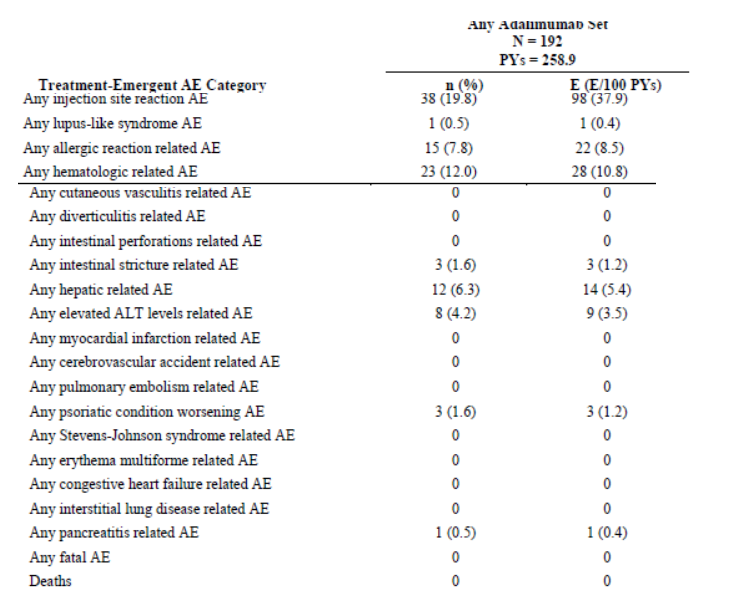 Any Adalimumab Set
N = 192
PYs = 258.9
Treatment-Emergent AE Category n (%) E (E/100 PYs)
Any injection site reaction AE 38 (19.8) 98 (37.9)
Any lupus-like syndrome AE 1 (0.5) 1 (0.4)
Any allergic reaction related AE 15 (7.8) 22 (8.5)
Any hematologic related AE 23 (12.0) 28 (10.8)
Any cutaneous vasculitis related AE 0 0
Any diverticulitis related AE 0 0
Any intestinal perforations related AE 0 0
Any intestinal stricture related AE 3 (1.6) 3 (1.2)
Any hepatic related AE 12 (6.3) 14 (5.4)
Any elevated ALT levels related AE 8 (4.2) 9 (3.5)
Any myocardial infarction related AE 0 0
Any cerebrovascular accident related AE 0 0
Any pulmonary embolism related AE 0 0
Any psoriatic condition worsening AE 3 (1.6) 3 (1.2)
Any Stevens-Johnson syndrome related AE 0 0
Any erythema multiforme related AE 0 0
Any congestive heart failure related AE 0 0
Any interstitial lung disease related AE 0 0
Any pancreatitis related AE 1 (0.5) 1 (0.4)
Any fatal AE 0 0
Deaths 0 0